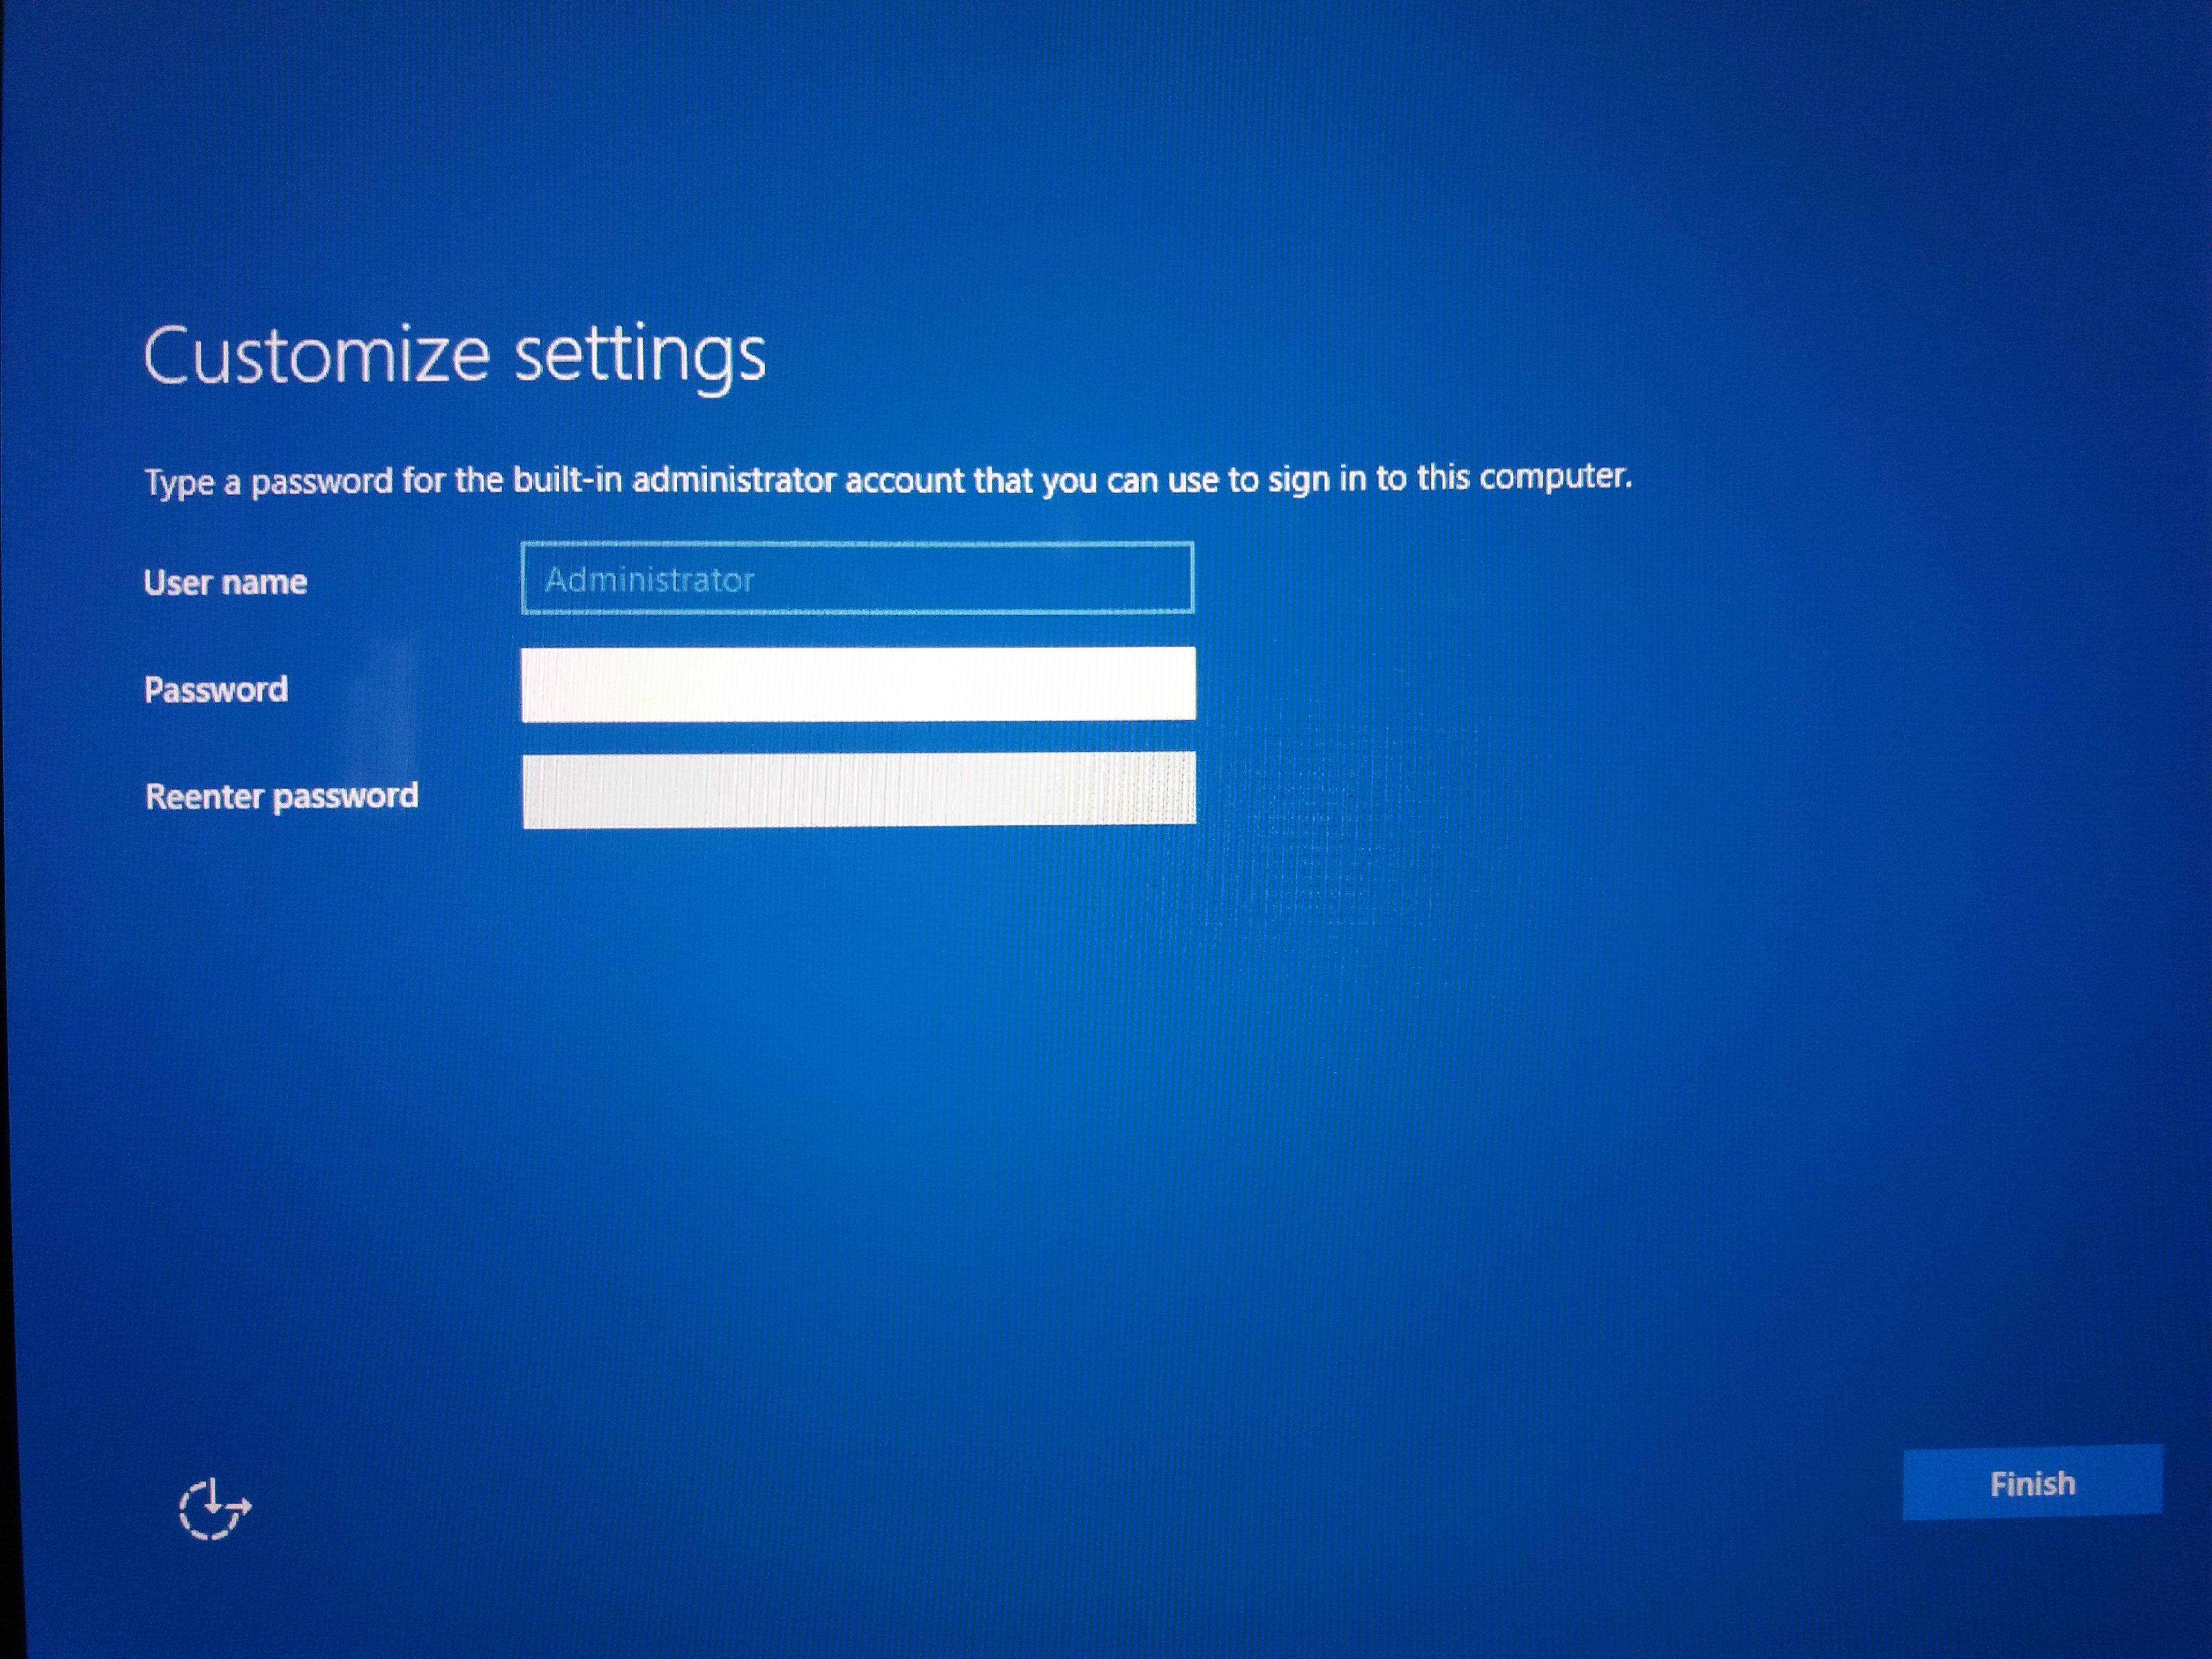 Customize settings
Type a password for the built-in administrator account that you can use to sign in to this computer.
User name
Administrator
Password
Reenter password
Finish